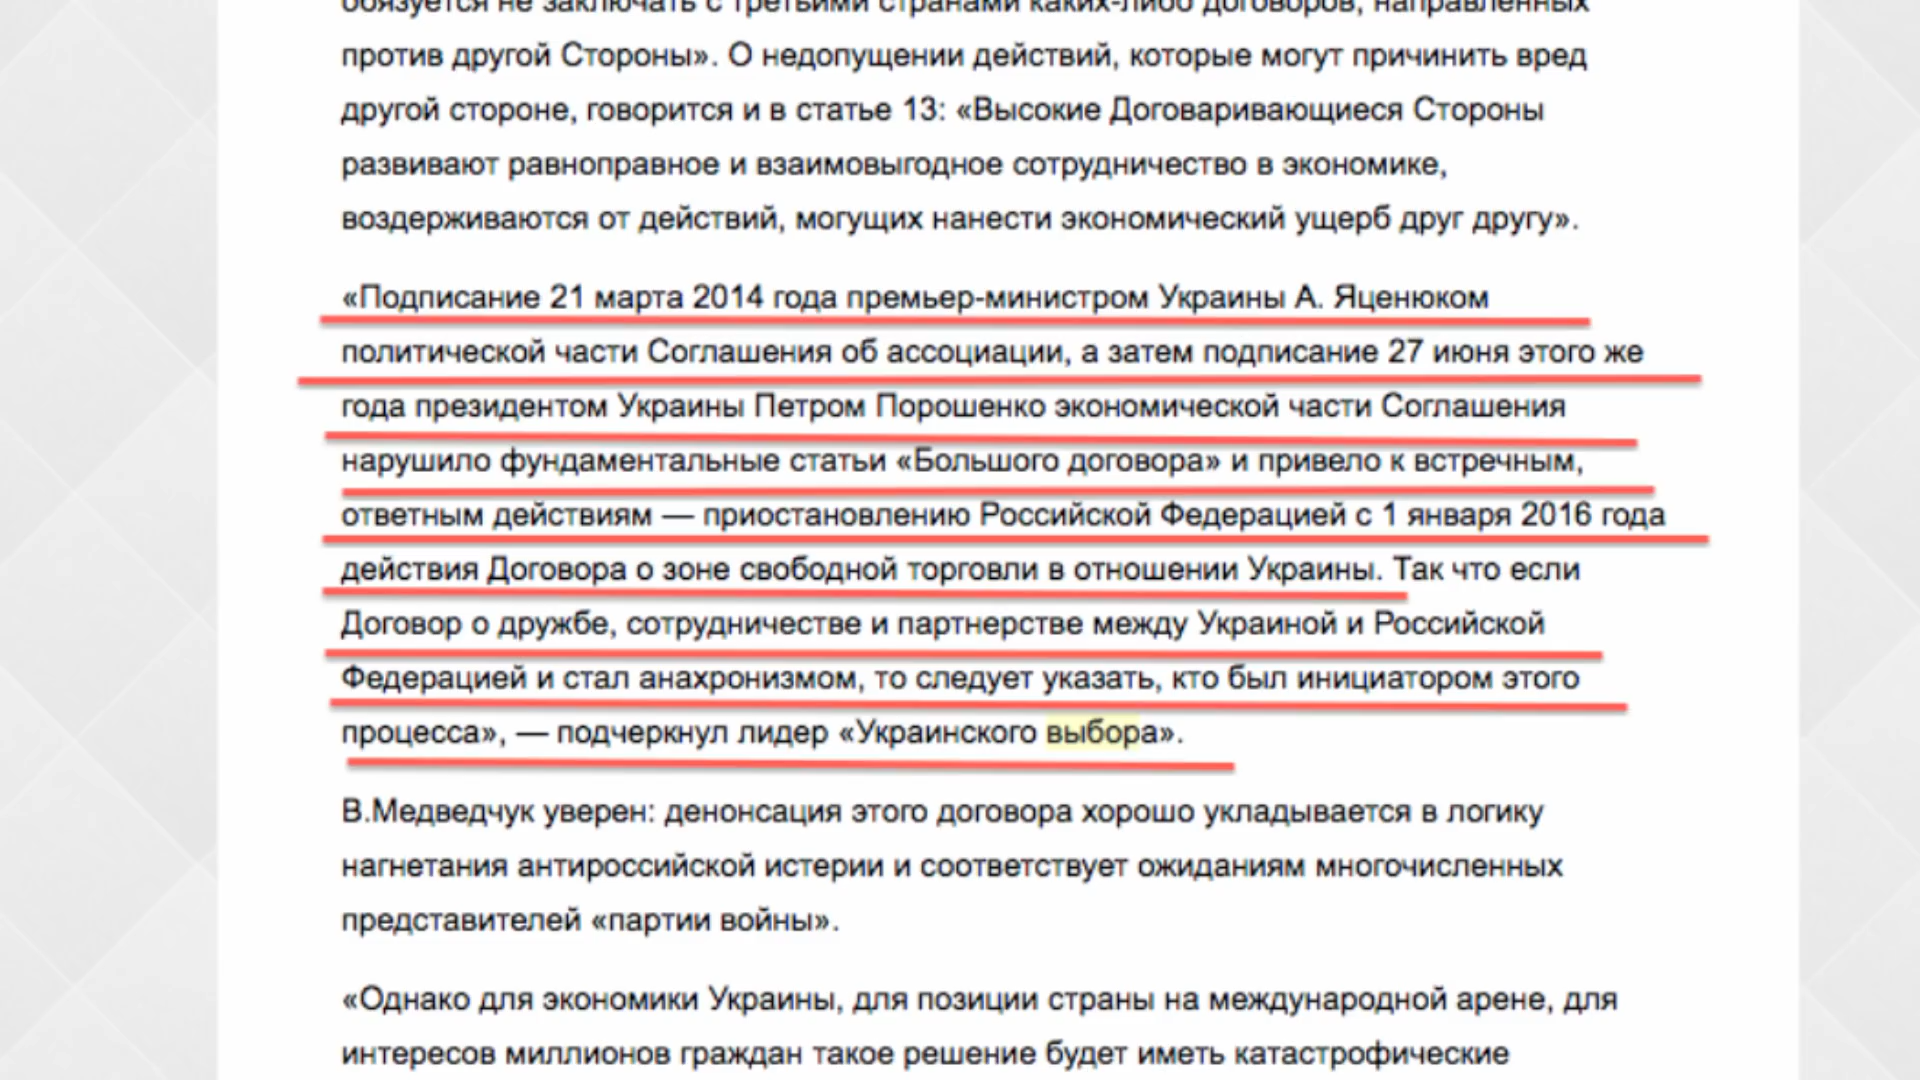 обязуется не заключать с третьими странами каких-либо договоров, направленных
против другой Стороны». О недопущении действий, которые могут причинить вред
другой стороне, говорится и в статье 13: «Высокие Договаривающиеся Стороны
развивают равноправное и взаимовыгодное сотрудничество в экономике,
воздерживаются от действий, могущих нанести экономический ущерб друг другу».
«Подписание 21 марта 2014 года премьер-министром Украины А. Яценюком
политической части Соглашения об ассоциации, а затем подписание 27 июня этого же
года президентом Украины Петром Порошенко экономической части Соглашения
нарушило фундаментальные статьи «Большого договора» и привело к встречным,
ответным действиям — приостановлению Российской Федерацией с 1 января 2016 года
действия Договора о зоне свободной торговли в отношении Украины. Так что если
Договор о дружбе, сотрудничестве и партнерстве между Украиной и Российской
Федерацией и стал анахронизмом, то следует указать, кто был инициатором этого
процесса», — подчеркнул лидер «Украинского выбора».
В.Медведчук уверен: денонсация этого договора хорошо укладывается в логику
нагнетания антироссийской истерии и соответствует ожиданиям многочисленных
представителей «партии войны».
«Однако для экономики Украины, для позиции страны на международной арене, для
интересов миллионов граждан такое решение будет иметь катастрофические